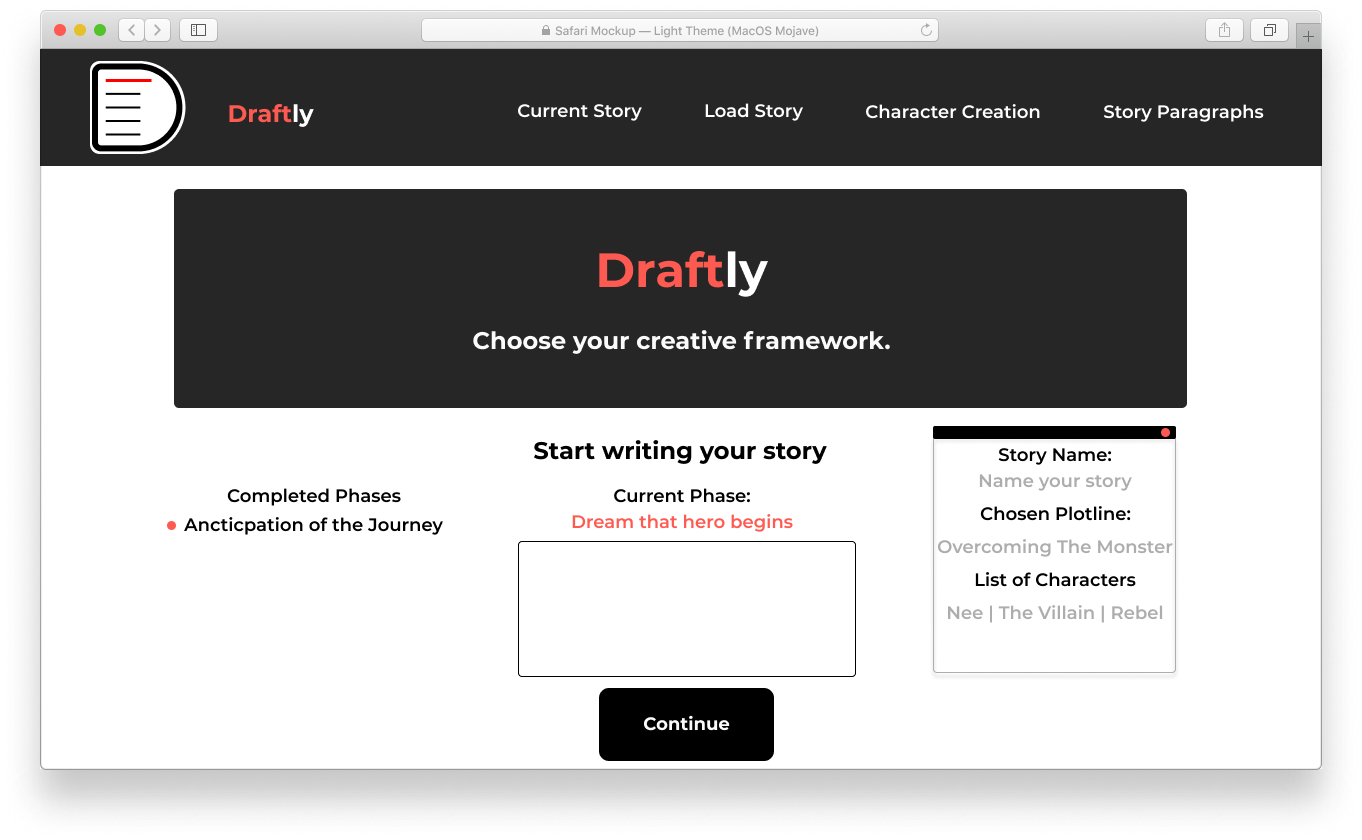 Safari Mockup — Light Theme (MacOS Mojave)
Draftly
Current Story
Load Story
Character Creation
Story Paragraphs
Draftly
Choose your creative framework.
Completed Phases
Ancticpation of the Journey
Start writing your story
Current Phase:
Dream that hero begins
Continue
Story Name:
Name your story
Chosen Plotline:
Overcoming The Monster
List of Characters
Nee | The Villain | Rebel